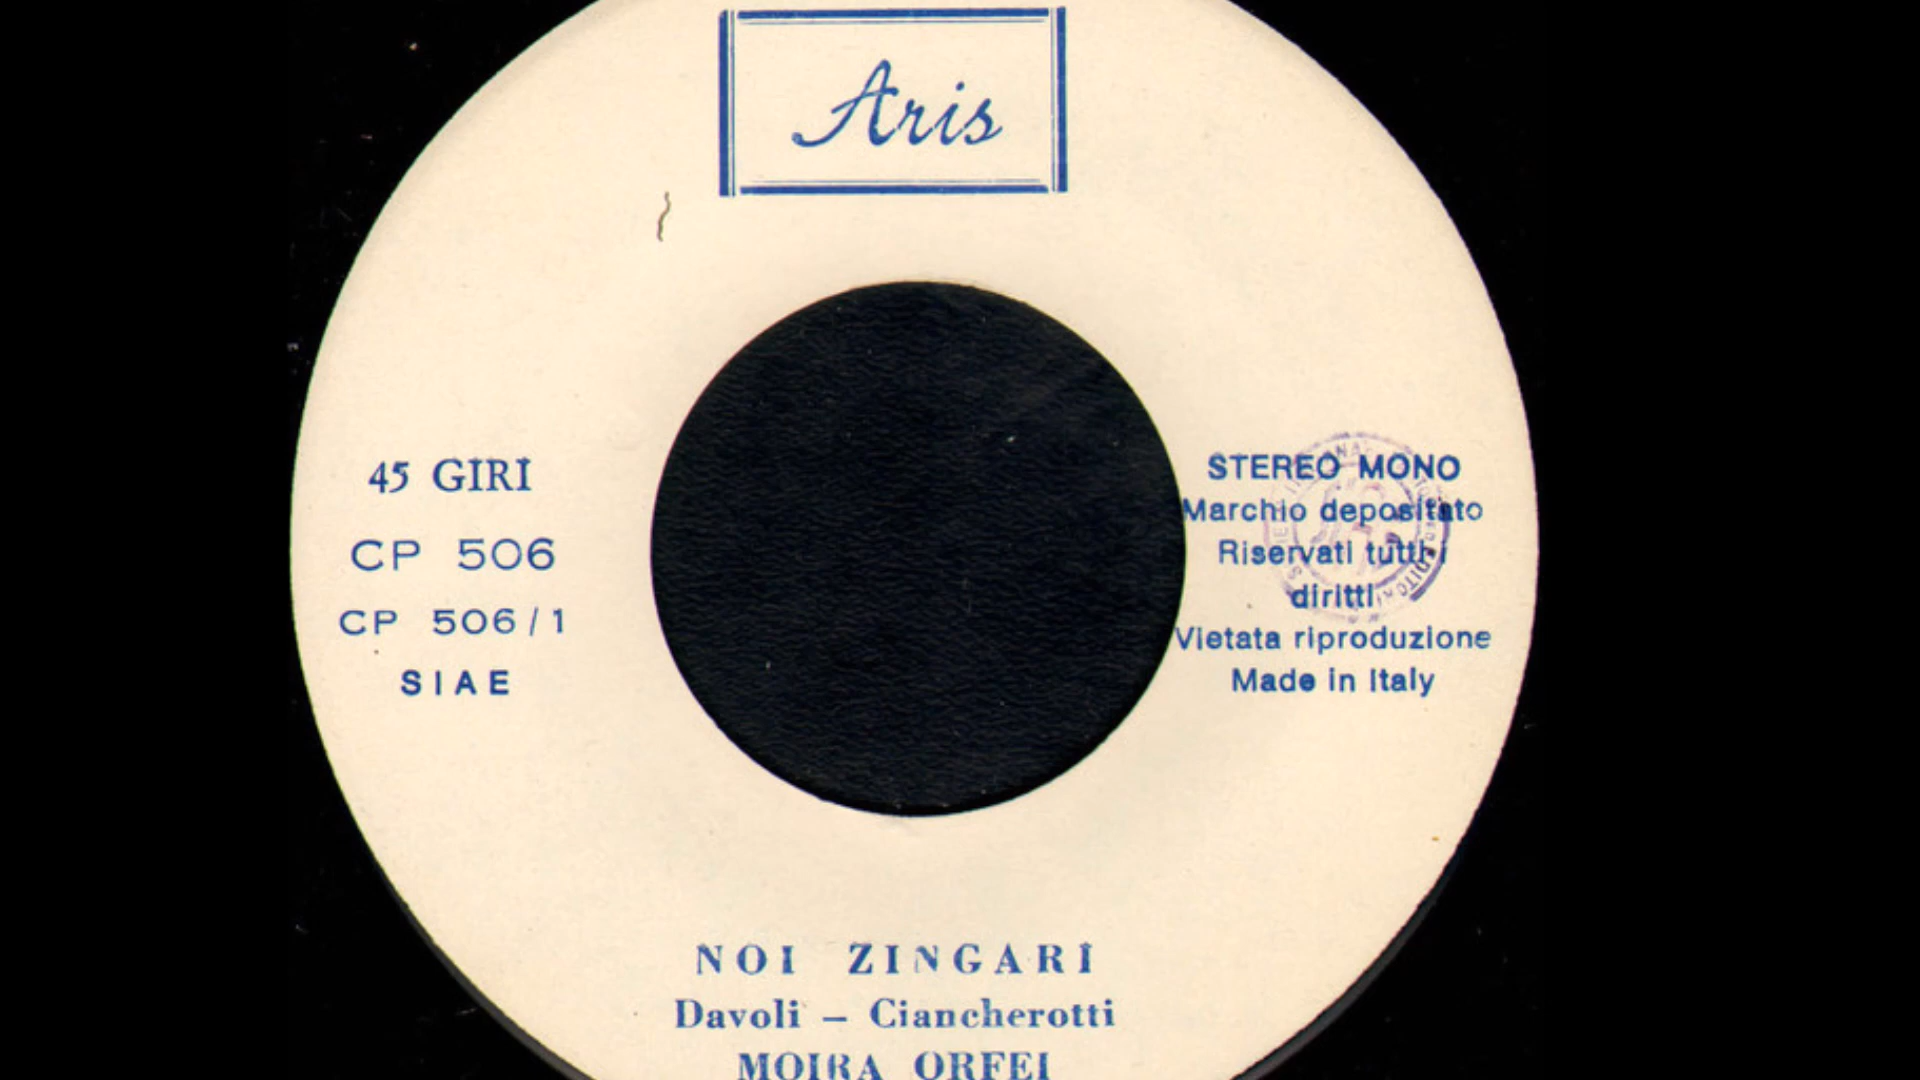 Aris
45 GIRI
CP 506
CP 506/1
SIAE
STEREO MONO
Marchio depositato
Riservati tutti i
diritti
Vietata riproduzione
Made in Italy
NOI ZINGARI
Davoli – Ciancherotti
MOIRA ORFEI